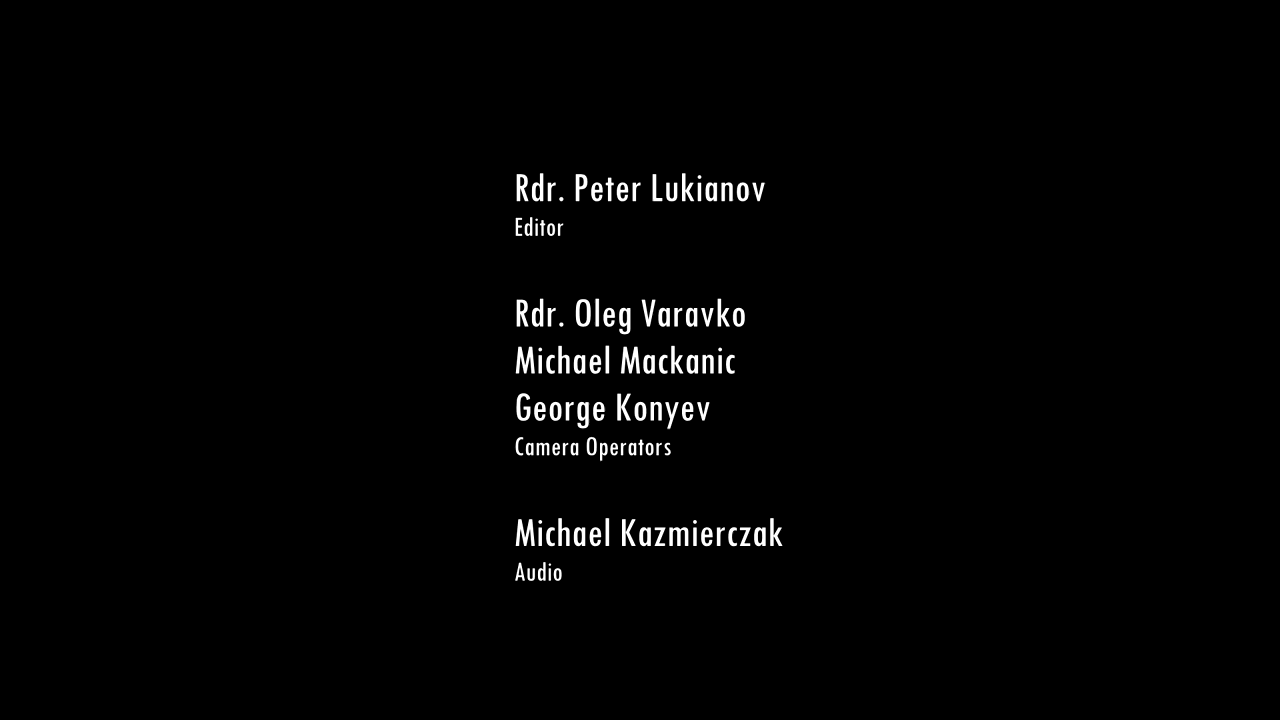 Rdr. Peter Lukianov
Editor
Rdr. Oleg Varavko
Michael Mackanic
George Konyev
Camera Operators
Michael Kazmierczak
Audio